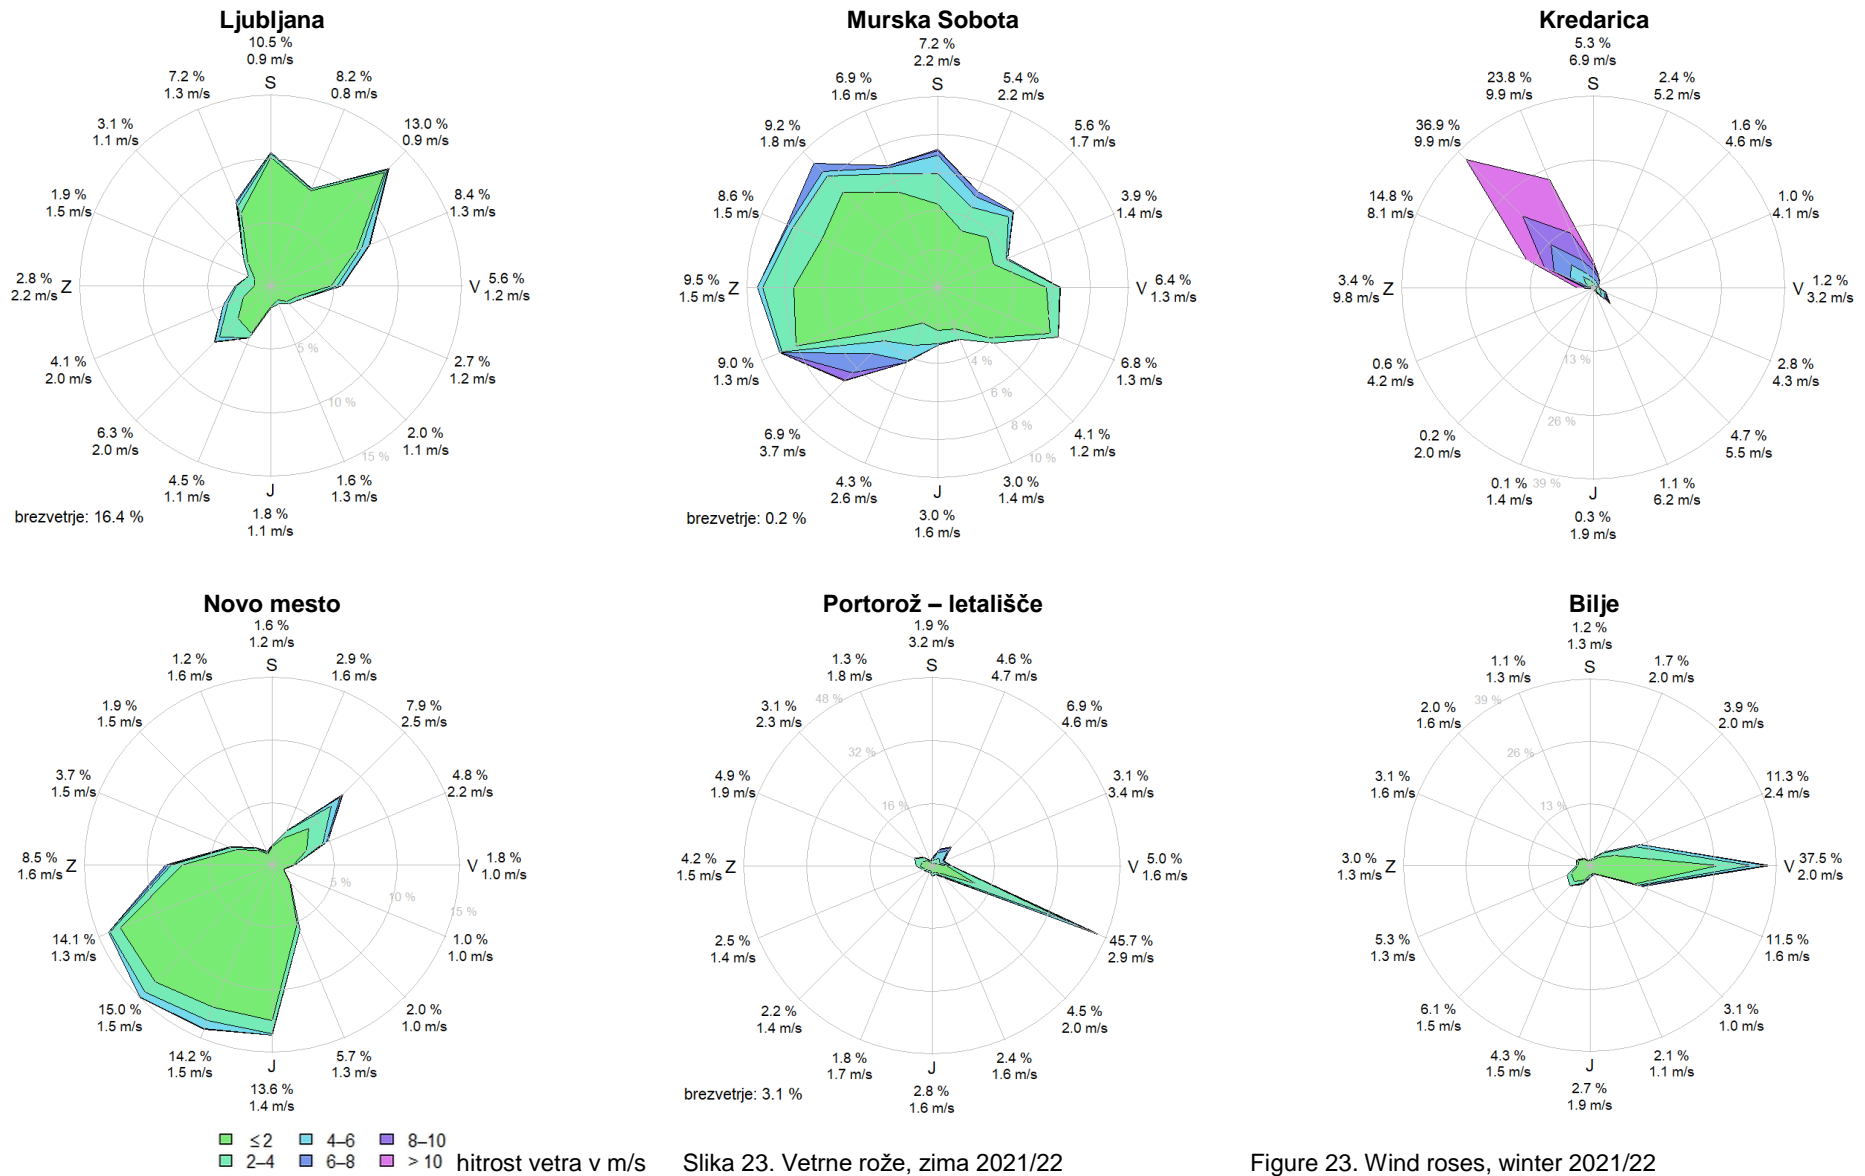 Ljubljana
10.5 %
0.9 m/s
S
8.2 %
0.8 m/s
13.0 %
0.9 m/s
8.4 %
1.3 m/s
V
5.6 %
1.2 m/s
2.7 %
1.2 m/s
2.0 %
1.1 m/s
1.6 %
1.3 m/s
J
1.8 %
1.1 m/s
4.5 %
1.1 m/s
6.3 %
2.0 m/s
4.1 %
2.0 m/s
2.8 %
2.2 m/s
Z
1.9 %
1.5 m/s
3.1 %
1.1 m/s
7.2 %
1.3 m/s
5 %
10 %
15 %
brezvetrje: 16.4 %
Murska Sobota
7.2 %
2.2 m/s
S
5.4 %
2.2 m/s
5.6 %
1.7 m/s
3.9 %
1.4 m/s
V
6.4 %
1.3 m/s
6.8 %
1.3 m/s
4.1 %
1.2 m/s
3.0 %
1.4 m/s
J
3.0 %
1.6 m/s
4.3 %
2.6 m/s
6.9 %
3.7 m/s
9.0 %
1.3 m/s
9.5 %
1.5 m/s
Z
8.6 %
1.5 m/s
9.2 %
1.8 m/s
6.9 %
1.6 m/s
4 %
6 %
8 %
10 %
brezvetrje: 0.2 %
Kredarica
5.3 %
6.9 m/s
S
2.4 %
5.2 m/s
1.6 %
4.6 m/s
1.0 %
4.1 m/s
V
1.2 %
3.2 m/s
2.8 %
4.3 m/s
4.7 %
5.5 m/s
1.1 %
6.2 m/s
J
0.3 %
1.9 m/s
0.1 %
1.4 m/s
0.2 %
2.0 m/s
0.6 %
4.2 m/s
3.4 %
9.8 m/s
Z
14.8 %
8.1 m/s
36.9 %
9.9 m/s
23.8 %
9.9 m/s
13 %
26 %
39 %
Novo mesto
1.6 %
1.2 m/s
S
2.9 %
1.6 m/s
7.9 %
2.5 m/s
4.8 %
2.2 m/s
V
1.8 %
1.0 m/s
1.0 %
1.0 m/s
2.0 %
1.0 m/s
5.7 %
1.3 m/s
J
13.6 %
1.4 m/s
14.2 %
1.5 m/s
15.0 %
1.5 m/s
14.1 %
1.3 m/s
8.5 %
1.6 m/s
Z
3.7 %
1.5 m/s
1.9 %
1.5 m/s
1.2 %
1.6 m/s
5 %
10 %
15 %
Portorož – letališče
1.9 %
3.2 m/s
S
4.6 %
4.7 m/s
6.9 %
4.6 m/s
3.1 %
3.4 m/s
V
5.0 %
1.6 m/s
45.7 %
2.9 m/s
4.5 %
2.0 m/s
2.4 %
1.6 m/s
J
2.8 %
1.6 m/s
1.8 %
1.7 m/s
2.2 %
1.4 m/s
2.5 %
1.4 m/s
4.2 %
1.5 m/s
Z
4.9 %
1.9 m/s
3.1 %
2.3 m/s
1.3 %
1.8 m/s
48 %
32 %
16 %
brezvetrje: 3.1 %
Bilje
1.2 %
1.3 m/s
S
1.7 %
2.0 m/s
3.9 %
2.0 m/s
11.3 %
2.4 m/s
V
37.5 %
2.0 m/s
11.5 %
1.6 m/s
3.1 %
1.0 m/s
2.1 %
1.1 m/s
J
2.7 %
1.9 m/s
4.3 %
1.5 m/s
6.1 %
1.5 m/s
5.3 %
1.3 m/s
3.0 %
1.3 m/s
Z
3.1 %
1.6 m/s
2.0 %
1.6 m/s
1.1 %
1.3 m/s
39 %
26 %
13 %
≤ 2 4–6 8–10
2–4 6–8 > 10 hitrost vetra v m/s
Slika 23. Vetrne rože, zima 2021/22
Figure 23. Wind roses, winter 2021/22